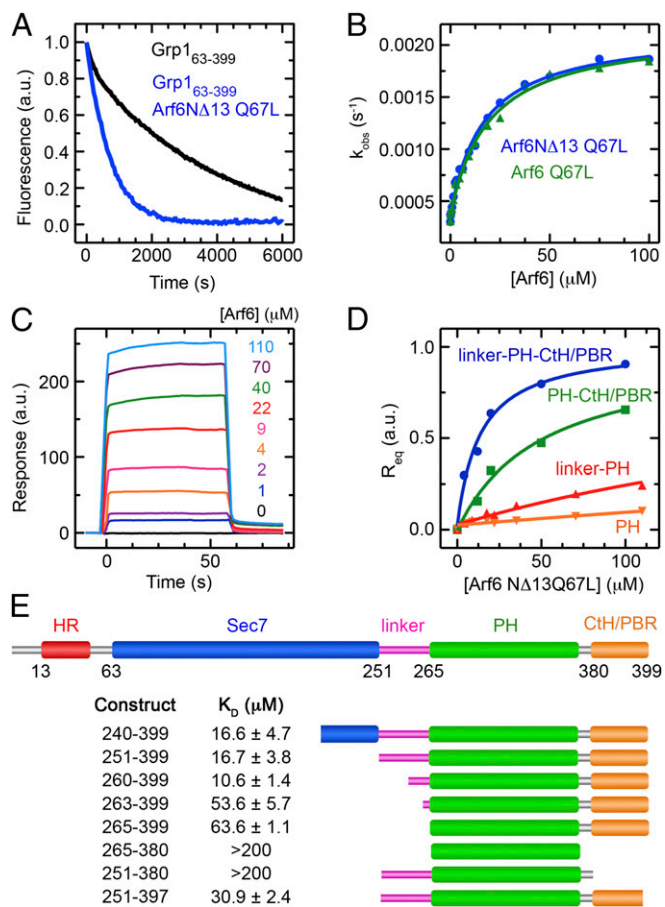 A
Fluorescence (a.u.)
1.0
0.8
0.6
0.4
0.2
0.0
Grp1₆₃₋₃₉₉
Grp1₆₃₋₃₉₉
Arf6NΔ13 Q67L
0 2000 4000 6000
Time (s)
B
kobs (s⁻¹)
0.0020
0.0015
0.0010
0.0005
Arf6NΔ13 Q67L
Arf6 Q67L
0 50 100
[Arf6] (μM)
C
Response
200
100
0
[Arf6] (μM)
110
70
40
22
9
4
2
1
0
0 50
Time (s)
D
Req (a.u.)
1.0
0.5
0.0
linker-PH-CtH/PBR
PH-CtH/PBR
linker-PH
PH
0 50 100
[Arf6 NΔ13Q67L] (μM)
E
HR Sec7 linker PH CtH/PBR
13 63 251 265 380 399
Construct KD (μM)
240-399 16.6 ± 4.7
251-399 16.7 ± 3.8
260-399 10.6 ± 1.4
263-399 53.6 ± 5.7
265-399 63.6 ± 1.1
265-380 >200
251-380 >200
251-397 30.9 ± 2.4